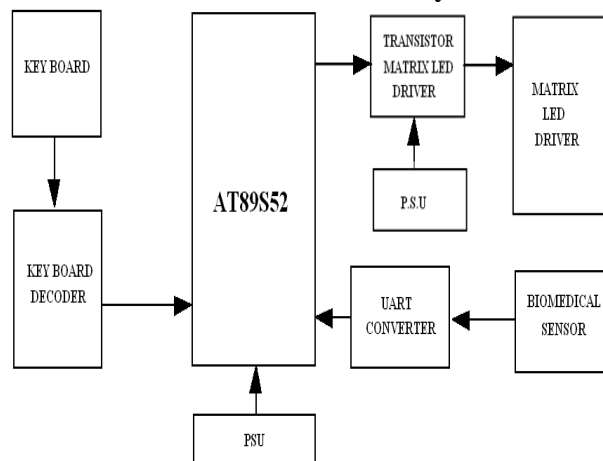 KEY BOARD
TRANSISTOR
MATRIX LED
DRIVER
MATRIX
LED
DRIVER
AT89S52
P.S.U
KEY BOARD
DECODER
UART
CONVERTER
BIOMEDICAL
SENSOR
PSU